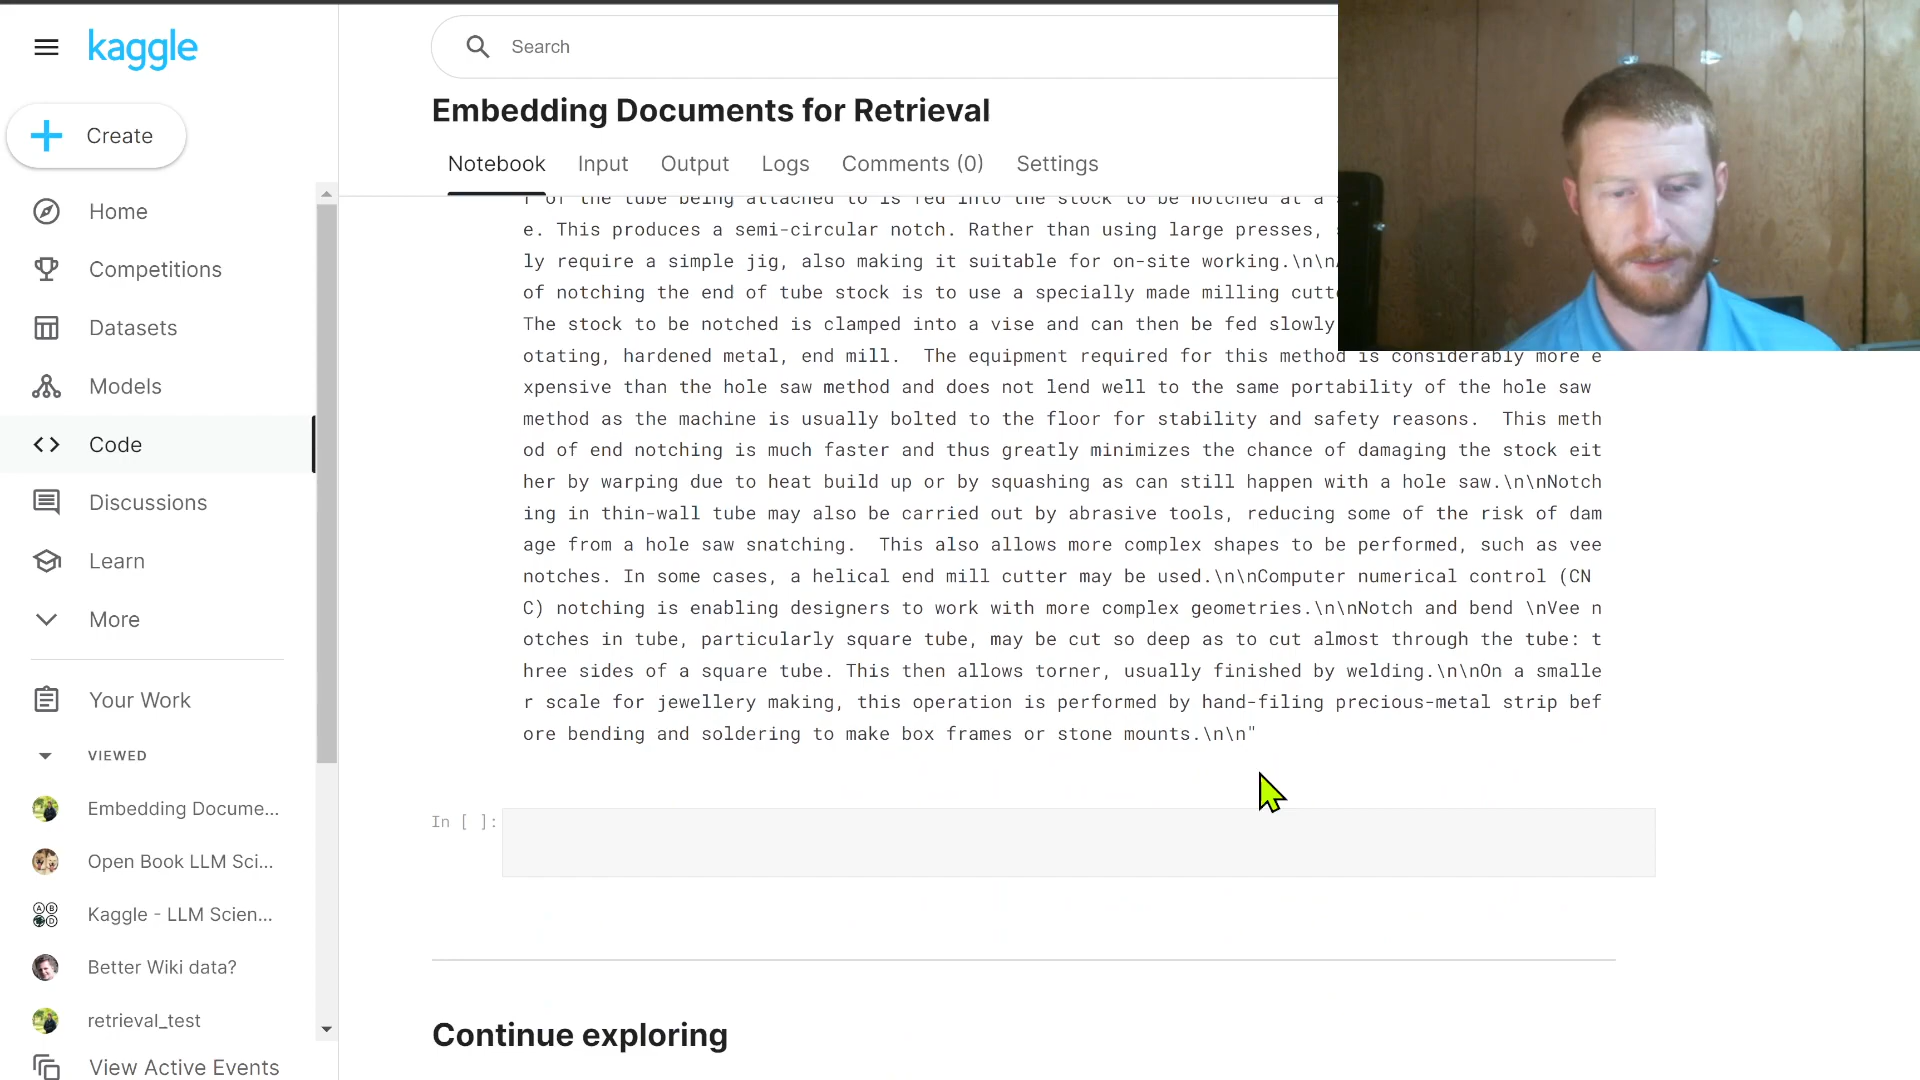 kaggle
Search
Create
Home
Competitions
Datasets
Models
Code
Discussions
Learn
More
Your Work
VIEWED
Embedding Docume...
Open Book LLM Sci...
Kaggle - LLM Scien...
Better Wiki data?
retrieval_test
View Active Events
Embedding Documents for Retrieval
Notebook Input Output Logs Comments (0) Settings
r of the tube being attached to is fed into the stock to be notched at a
e. This produces a semi-circular notch. Rather than using large presses,
ly require a simple jig, also making it suitable for on-site working.\n\n
of notching the end of tube stock is to use a specially made milling
The stock to be notched is clamped into a vise and can then be fed slowly
otating, hardened metal, end mill.  The equipment required for this method is considerably more e
xpensive than the hole saw method and does not lend well to the same portability of the hole saw
method as the machine is usually bolted to the floor for stability and safety reasons.  This meth
od of end notching is much faster and thus greatly minimizes the chance of damaging the stock eit
her by warping due to heat build up or by squashing as can still happen with a hole saw.\n\nNotch
ing in thin-wall tube may also be carried out by abrasive tools, reducing some of the risk of dam
age from a hole saw snatching.  This also allows more complex shapes to be performed, such as vee
notches. In some cases, a helical end mill cutter may be used.\n\nComputer numerical control (CN
C) notching is enabling designers to work with more complex geometries.\n\nNotch and bend \nVee n
otches in tube, particularly square tube, may be cut so deep as to cut almost through the tube: t
hree sides of a square tube. This then allows torner, usually finished by welding.\n\nOn a smalle
r scale for jewellery making, this operation is performed by hand-filing precious-metal strip bef
ore bending and soldering to make box frames or stone mounts.\n\n"
In [ ]:
Continue exploring